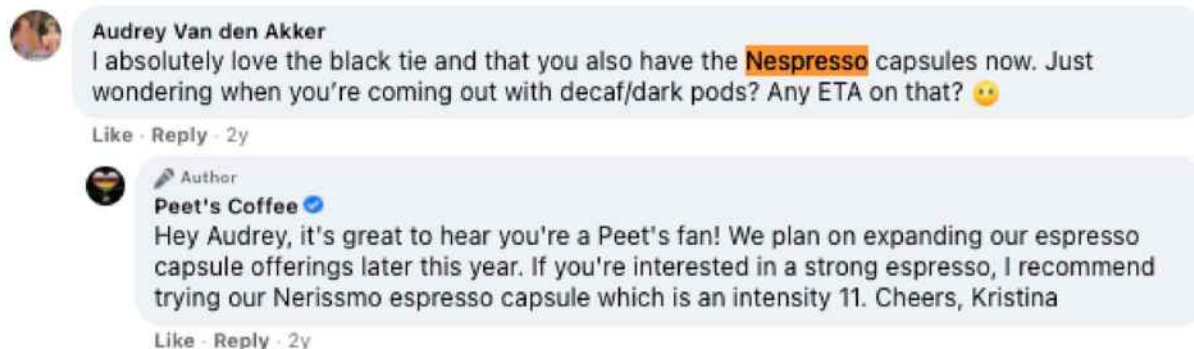 Audrey Van den Akker
I absolutely love the black tie and that you also have the Nespresso capsules now. Just
wondering when you're coming out with decaf/dark pods? Any ETA on that? 😶
Like · Reply · 2y
Author
Peet's Coffee
Hey Audrey, it's great to hear you're a Peet's fan! We plan on expanding our espresso
capsule offerings later this year. If you're interested in a strong espresso, I recommend
trying our Nerissmo espresso capsule which is an intensity 11. Cheers, Kristina
Like · Reply · 2y